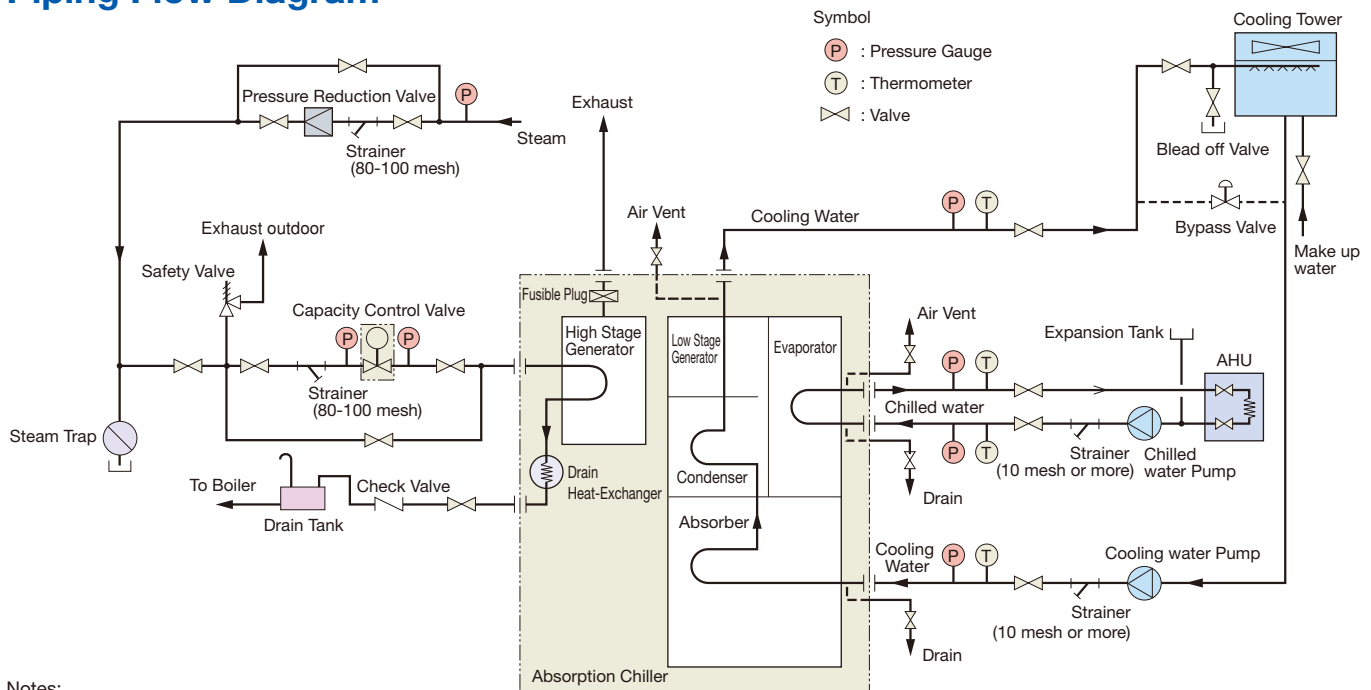 Piping Flow Diagram
Symbol
P : Pressure Gauge
T : Thermometer
: Valve
Cooling Tower
Pressure Reduction Valve
P
Steam
Strainer
(80-100 mesh)
Exhaust
Blead off Valve
Bypass Valve
Make up
water
Air Vent
Cooling Water
P
T
Exhaust outdoor
Safety Valve
Capacity Control Valve
P
P
Strainer
(80-100 mesh)
Steam Trap
Fusible Plug
High Stage
Generator
Low Stage
Generator
Evaporator
Air Vent
Expansion Tank
AHU
P
T
Chilled water
P
T
Strainer
(10 mesh or more)
Chilled
water Pump
Drain
To Boiler
Drain Tank
Check Valve
Drain
Heat-Exchanger
Condenser
Absorber
Cooling
Water
P
T
Cooling water Pump
Strainer
(10 mesh or more)
Drain
Absorption Chiller
Notes: